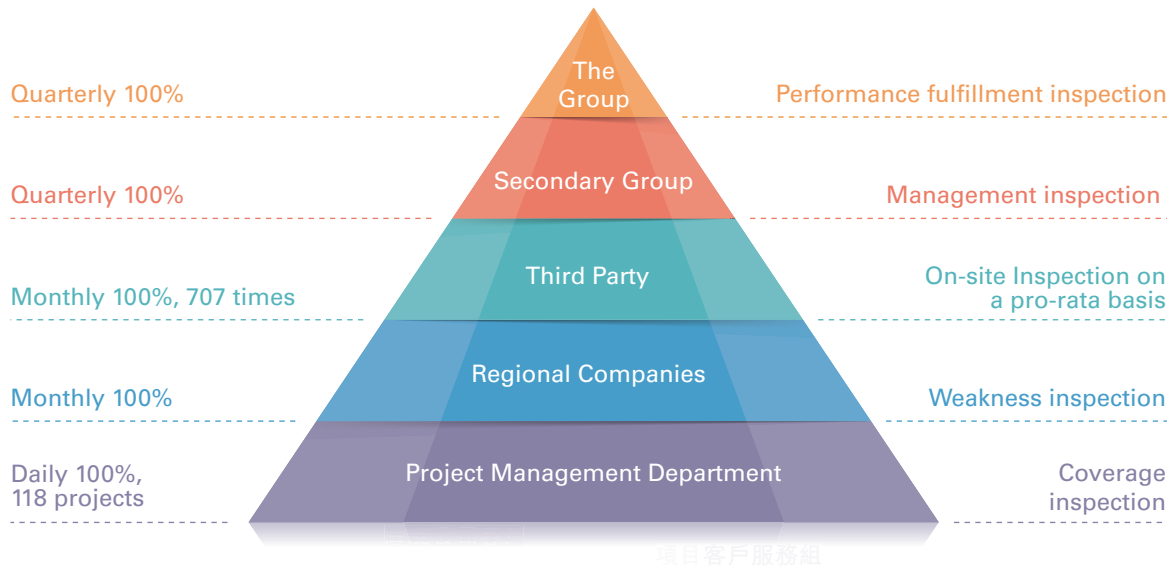 The
Group
Quarterly 100%
Performance fulfillment inspection
Secondary Group
Quarterly 100%
Management inspection
Third Party
On-site Inspection on
a pro-rata basis
Monthly 100%, 707 times
Regional Companies
Monthly 100%
Weakness inspection
Project Management Department
Daily 100%,
118 projects
Coverage
inspection
項目客戶服務組